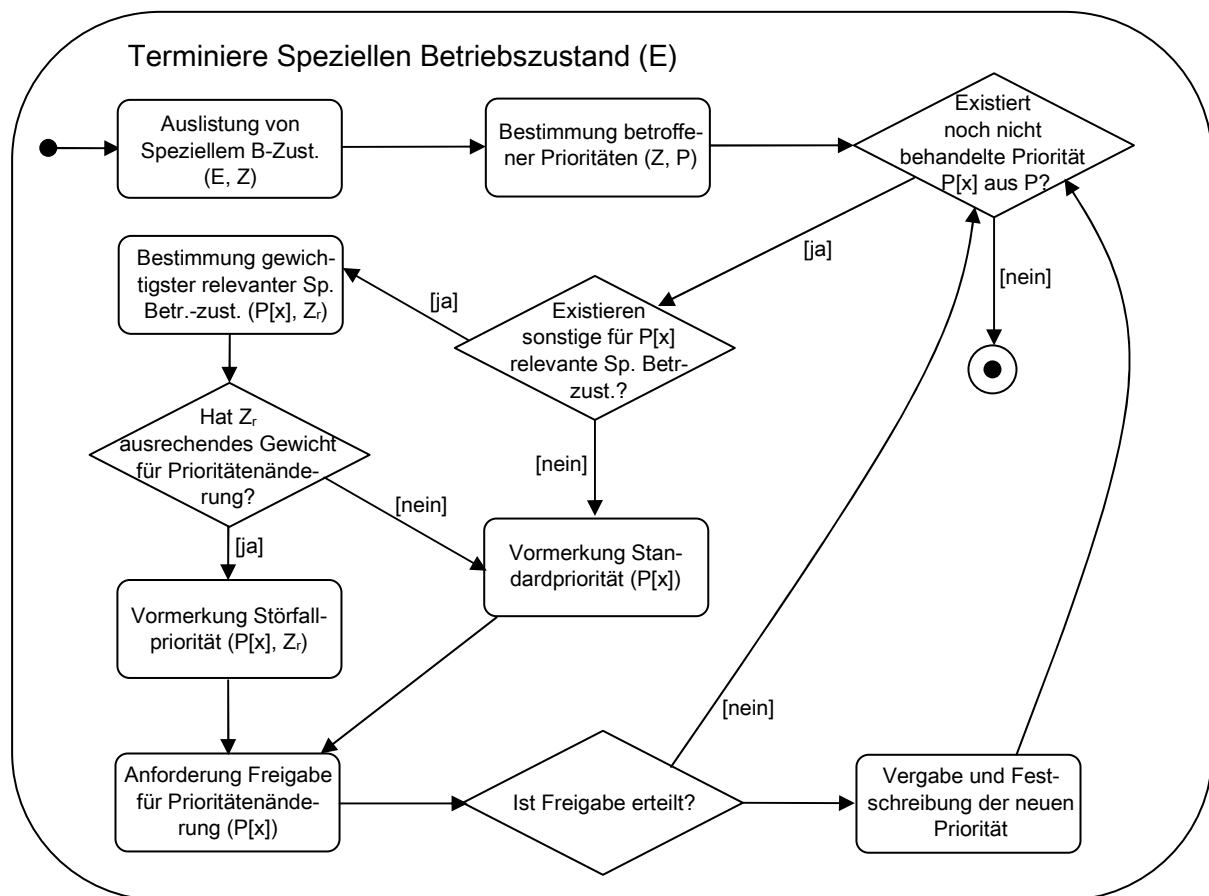 Terminiere Speziellen Betriebszustand (E)
Auslistung von
Speziellem B-Zust.
(E, Z)
Bestimmung betroffe-
ner Prioritäten (Z, P)
Existiert
noch nicht
behandelte Priorität
P[x] aus P?
[ja]
[nein]
Bestimmung gewich-
tigster relevanter Sp.
Betr.-zust. (P[x], Zr)
[ja]
Existieren
sonstige für P[x]
relevante Sp. Betr-
zust.?
[nein]
Hat Zr
ausrechendes Gewicht
für Prioritätenände-
rung?
[nein]
[ja]
Vormerkung Stan-
dardpriorität (P[x])
Vormerkung Störfall-
priorität (P[x], Zr)
Anforderung Freigabe
für Prioritätenände-
rung (P[x])
Ist Freigabe erteilt?
[nein]
Vergabe und Fest-
schreibung der neuen
Priorität